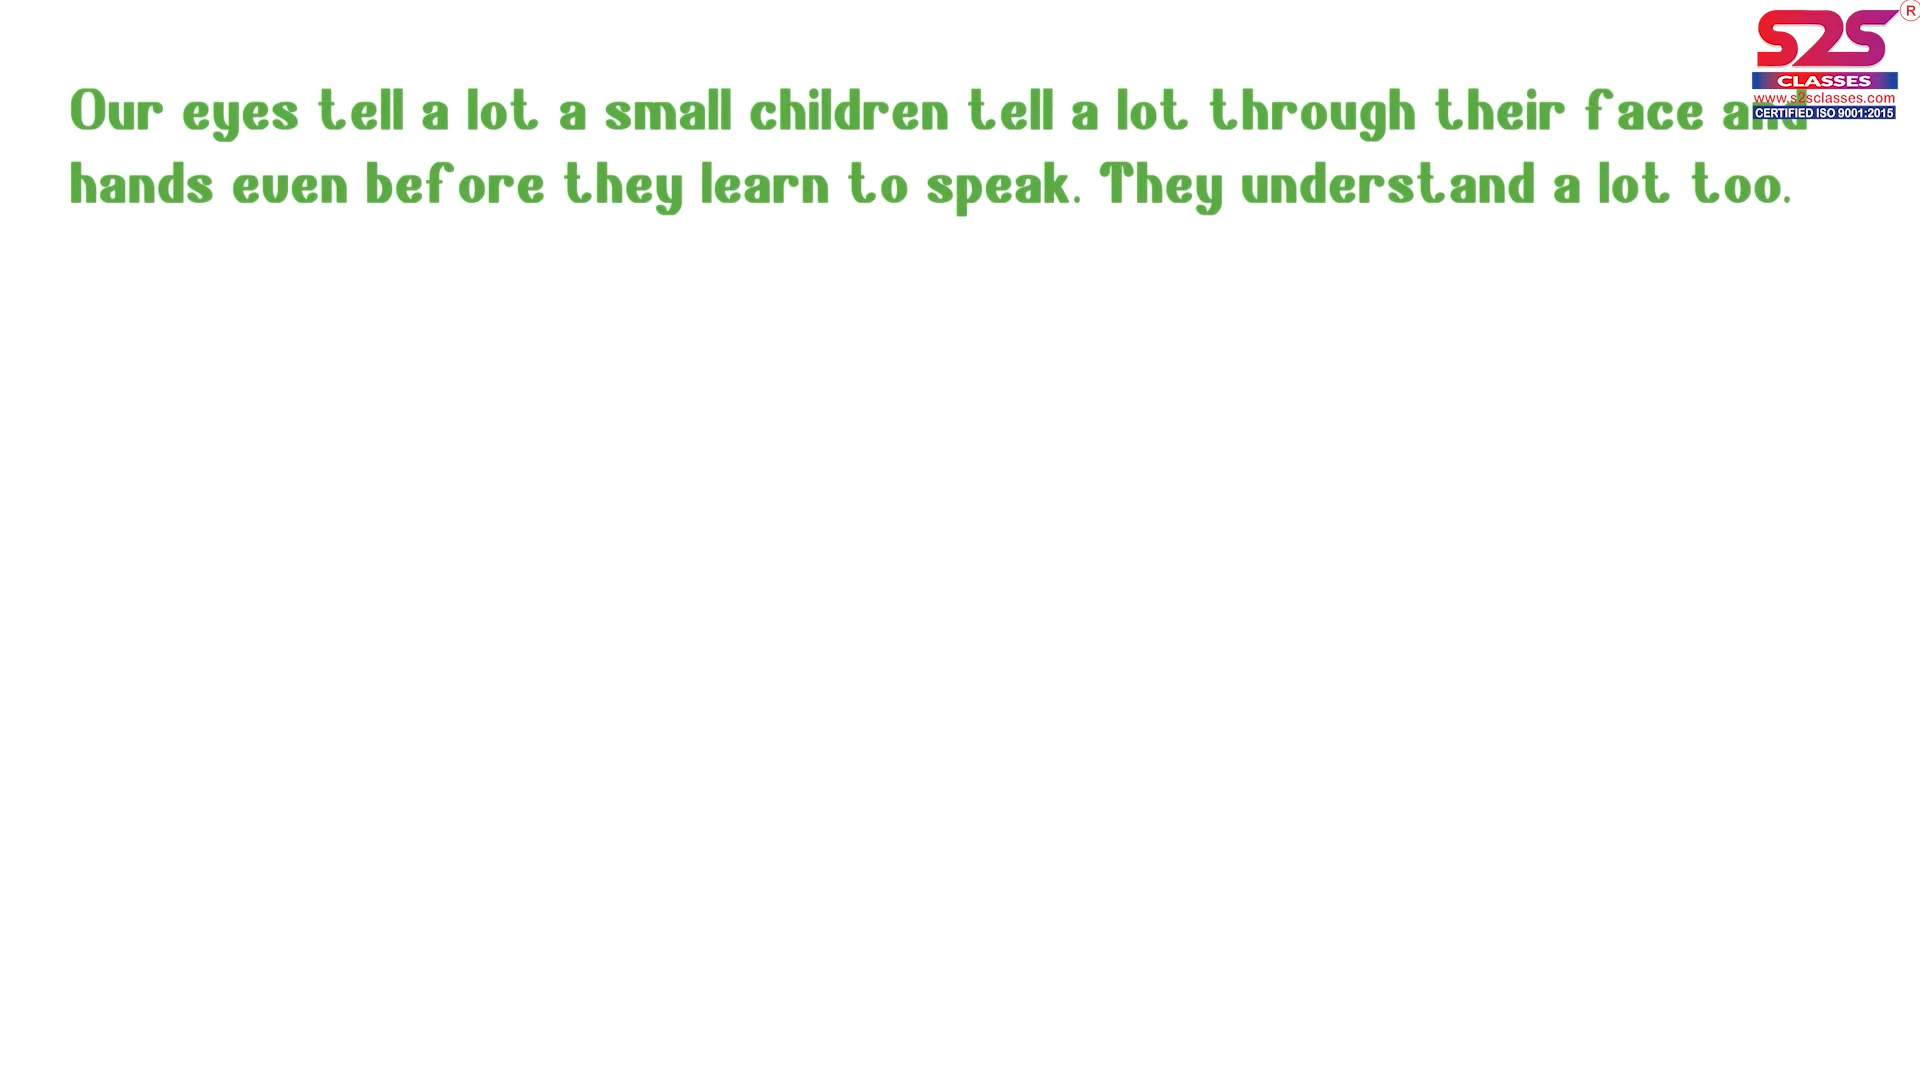 S2S
®
CLASSES
www.s2sclasses.com
CERTIFIED ISO 9001:2015
Our eyes tell a lot a small children tell a lot through their face and
hands even before they learn to speak. They understand a lot too.